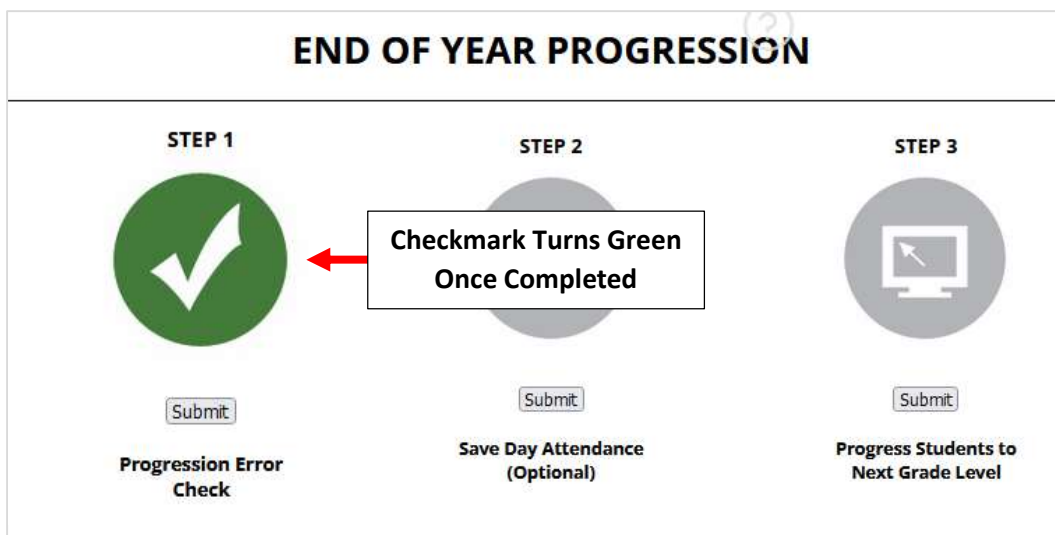 END OF YEAR PROGRESSION
STEP 1
STEP 2
STEP 3
Checkmark Turns Green
Once Completed
Submit
Submit
Submit
Progression Error
Check
Save Day Attendance
(Optional)
Progress Students to
Next Grade Level